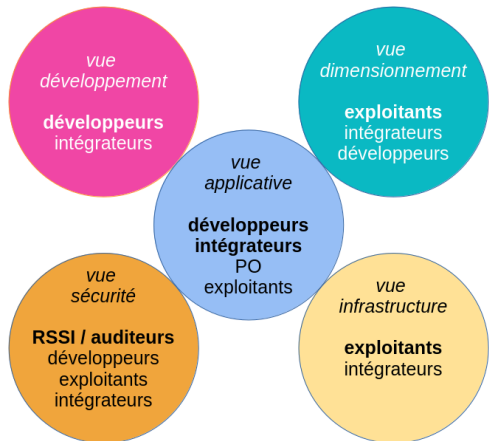 vue
développement
développeurs
intégrateurs
vue
dimensionnement
exploitants
intégrateurs
développeurs
vue
applicative
développeurs
intégrateurs
PO
exploitants
vue
sécurité
RSSI / auditeurs
développeurs
exploitants
intégrateurs
vue
infrastructure
exploitants
intégrateurs